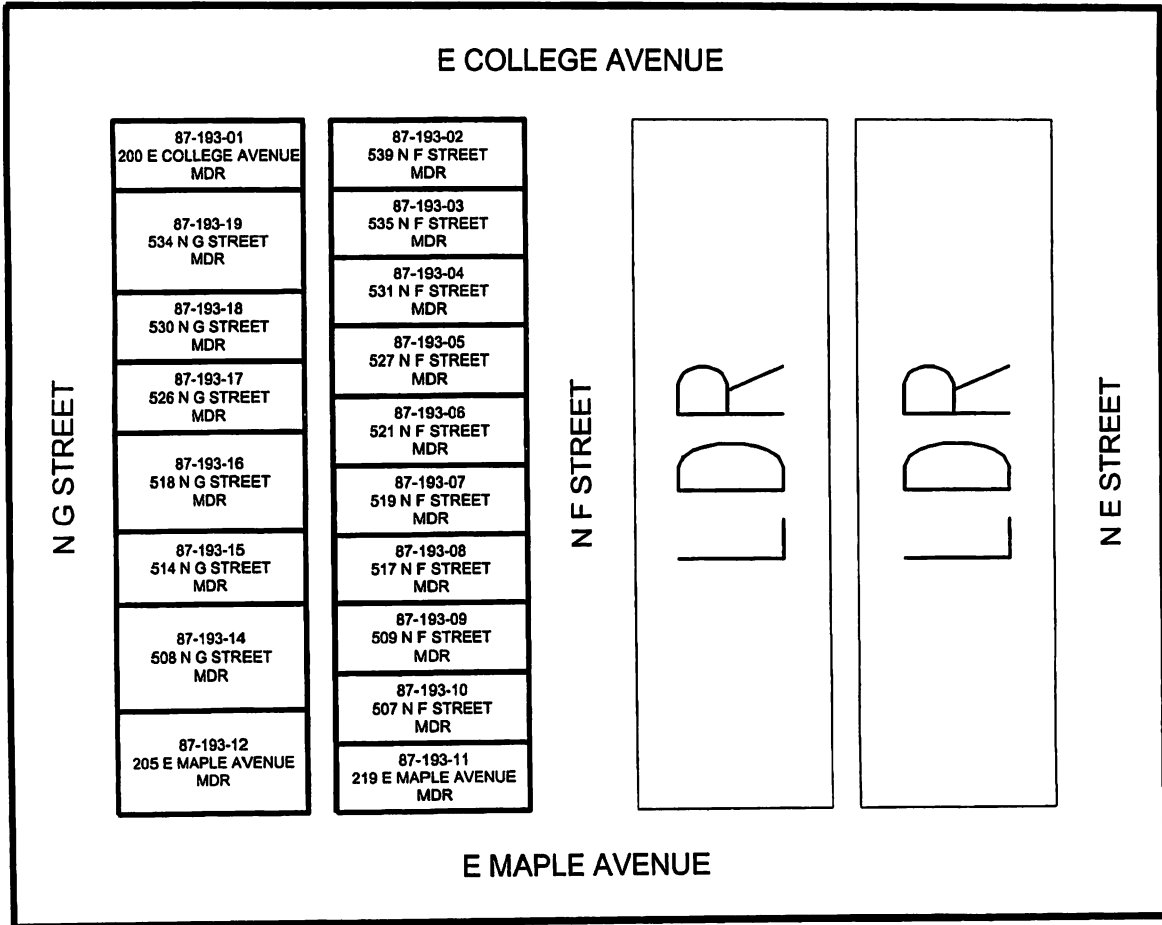 E COLLEGE AVENUE
87-193-01
200 E COLLEGE AVENUE
MDR
87-193-19
534 N G STREET
MDR
87-193-18
530 N G STREET
MDR
87-193-17
526 N G STREET
MDR
87-193-16
518 N G STREET
MDR
87-193-15
514 N G STREET
MDR
87-193-14
508 N G STREET
MDR
87-193-12
205 E MAPLE AVENUE
MDR
87-193-02
539 N F STREET
MDR
87-193-03
535 N F STREET
MDR
87-193-04
531 N F STREET
MDR
87-193-05
527 N F STREET
MDR
87-193-06
521 N F STREET
MDR
87-193-07
519 N F STREET
MDR
87-193-08
517 N F STREET
MDR
87-193-09
509 N F STREET
MDR
87-193-10
507 N F STREET
MDR
87-193-11
219 E MAPLE AVENUE
MDR
N G STREET
N F STREET
LDR
LDR
N E STREET
E MAPLE AVENUE